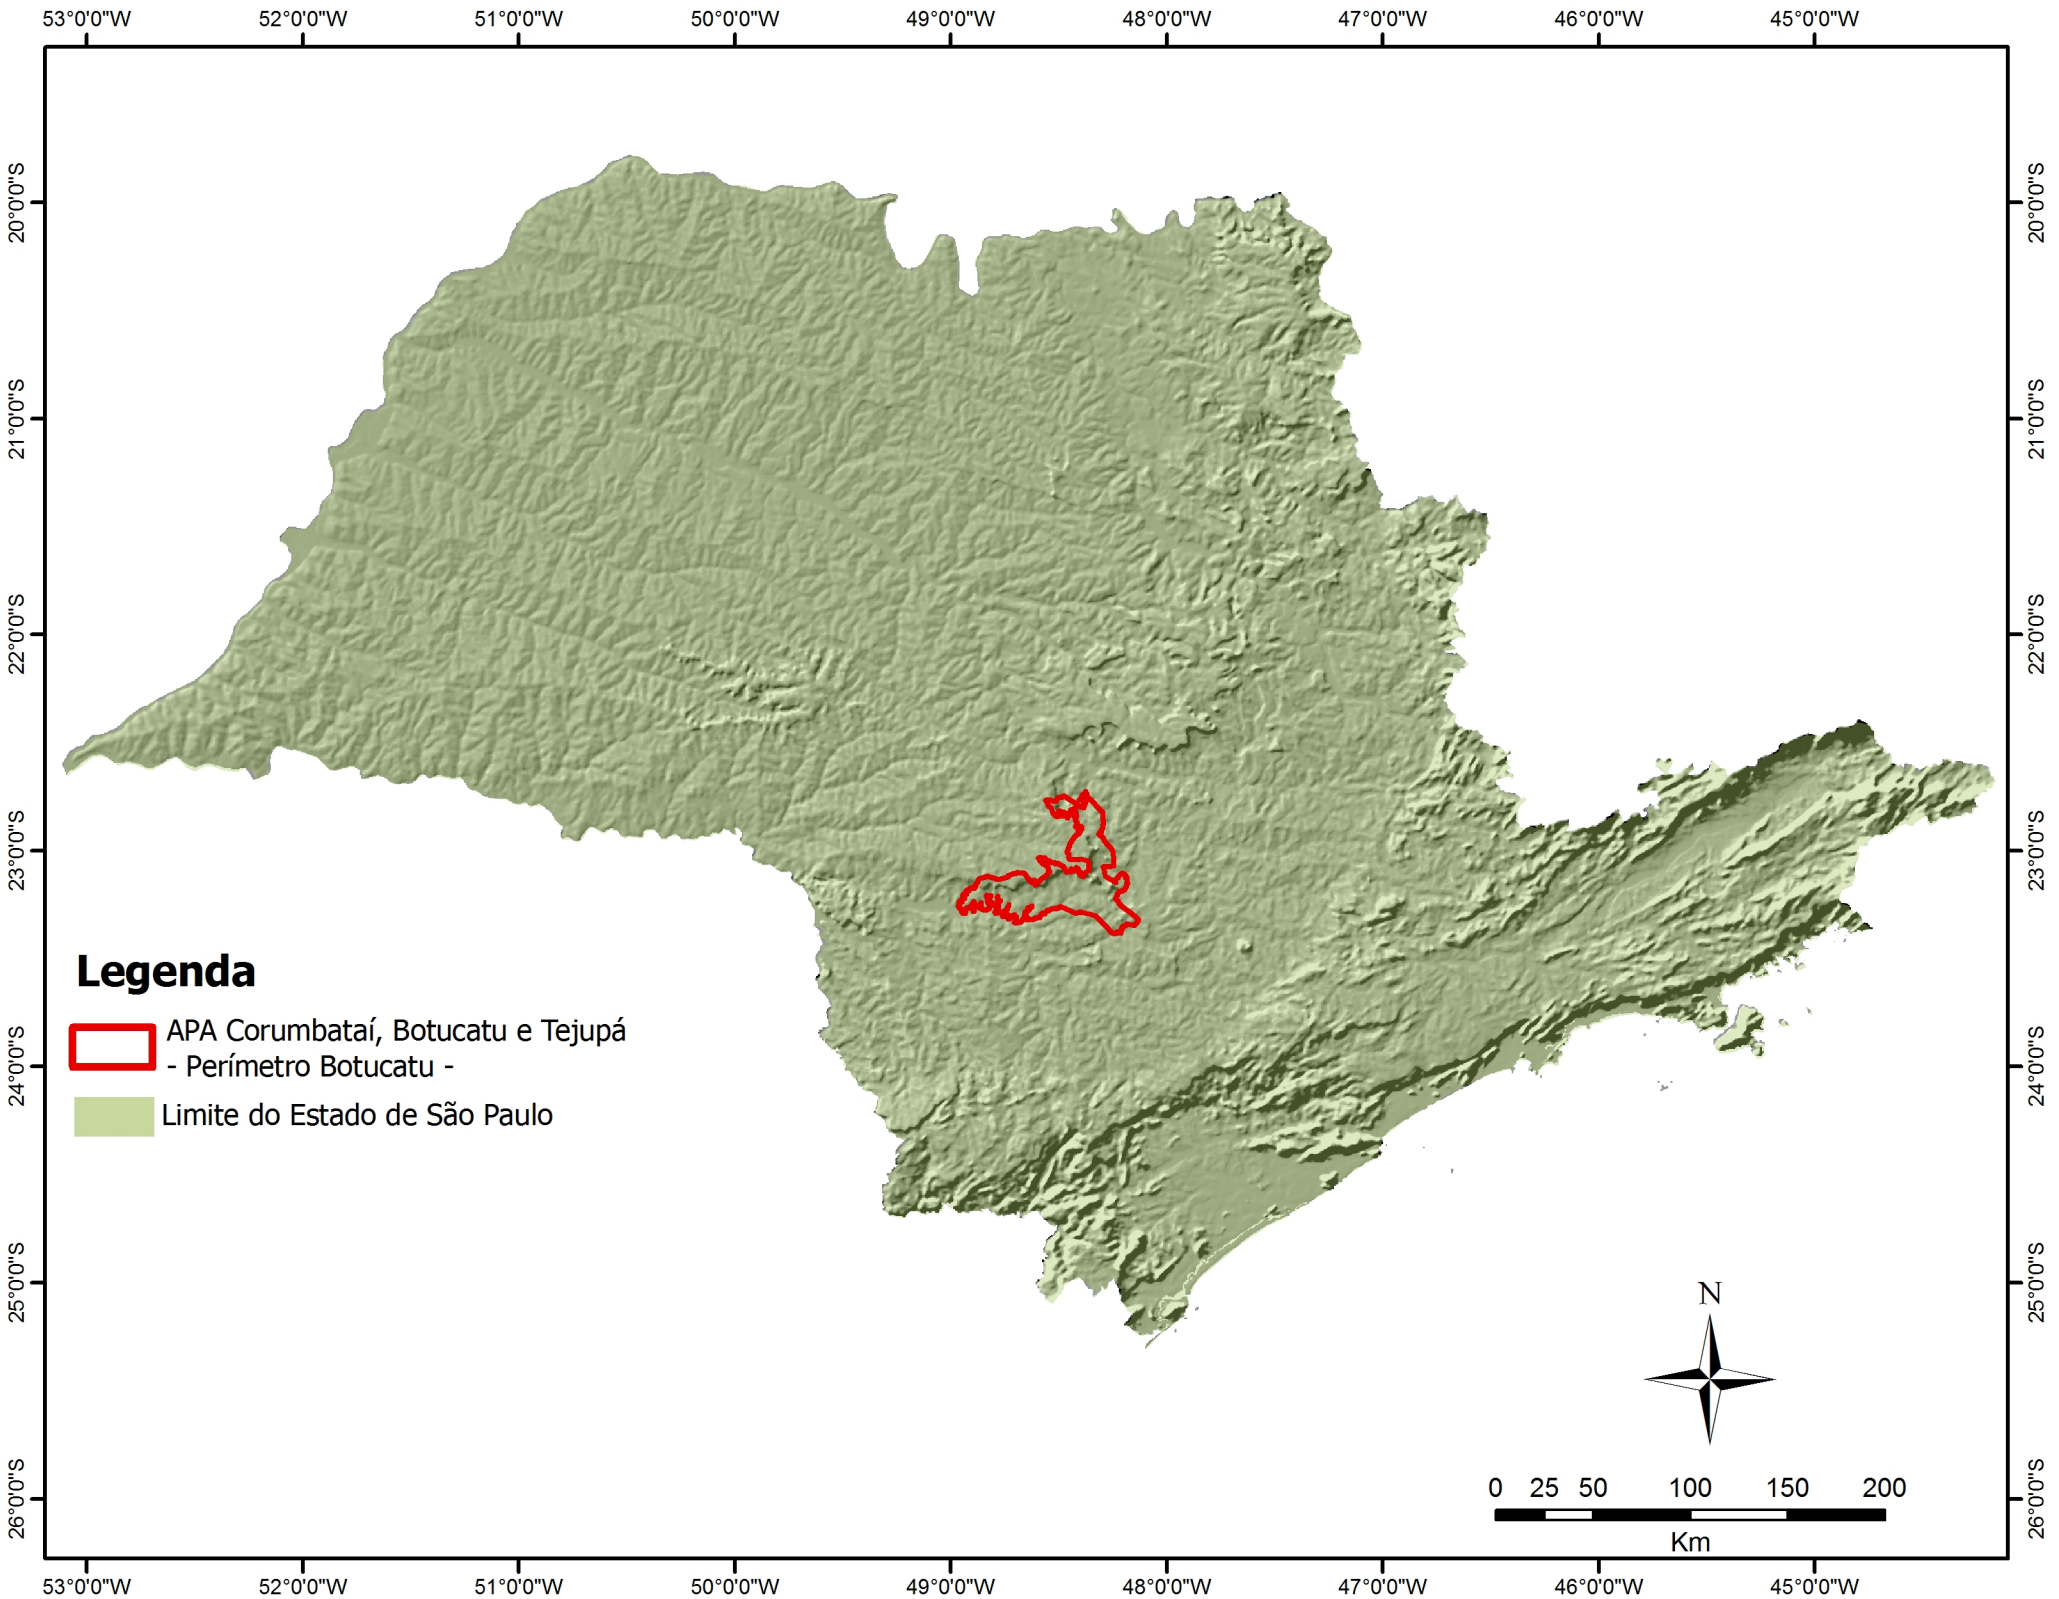 53°0'0"W 52°0'0"W 51°0'0"W 50°0'0"W 49°0'0"W 48°0'0"W 47°0'0"W 46°0'0"W 45°0'0"W
20°0'0"S 20°0'0"S
21°0'0"S 21°0'0"S
22°0'0"S 22°0'0"S
23°0'0"S 23°0'0"S
Legenda
APA Corumbataí, Botucatu e Tejupá
- Perímetro Botucatu -
24°0'0"S 24°0'0"S
Limite do Estado de São Paulo
25°0'0"S 25°0'0"S
N
0 25 50 100 150 200
26°0'0"S 26°0'0"S
Km
53°0'0"W 52°0'0"W 51°0'0"W 50°0'0"W 49°0'0"W 48°0'0"W 47°0'0"W 46°0'0"W 45°0'0"W